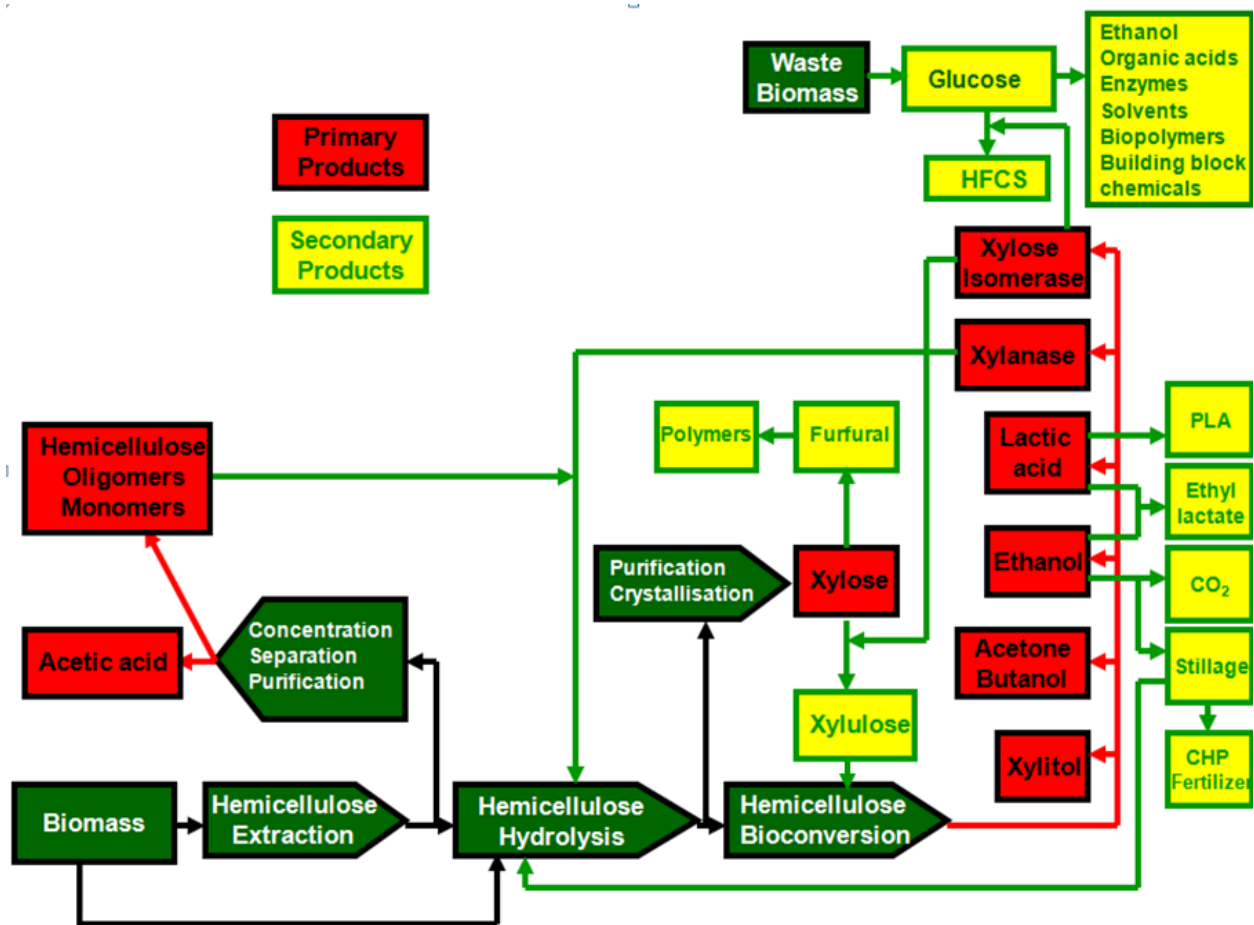 Waste
Biomass
Glucose
Ethanol
Organic acids
Enzymes
Solvents
Biopolymers
Building block
chemicals
Primary
Products
HFCS
Secondary
Products
Xylose
Isomerase
Xylanase
Polymers
Furfural
Lactic
acid
PLA
Hemicellulose
Oligomers
Monomers
Ethyl
lactate
Purification
Crystallisation
Xylose
Ethanol
CO₂
Concentration
Separation
Purification
Acetic acid
Acetone
Butanol
Stillage
Xylulose
Xylitol
CHP
Fertilizer
Biomass
Hemicellulose
Extraction
Hemicellulose
Hydrolysis
Hemicellulose
Bioconversion